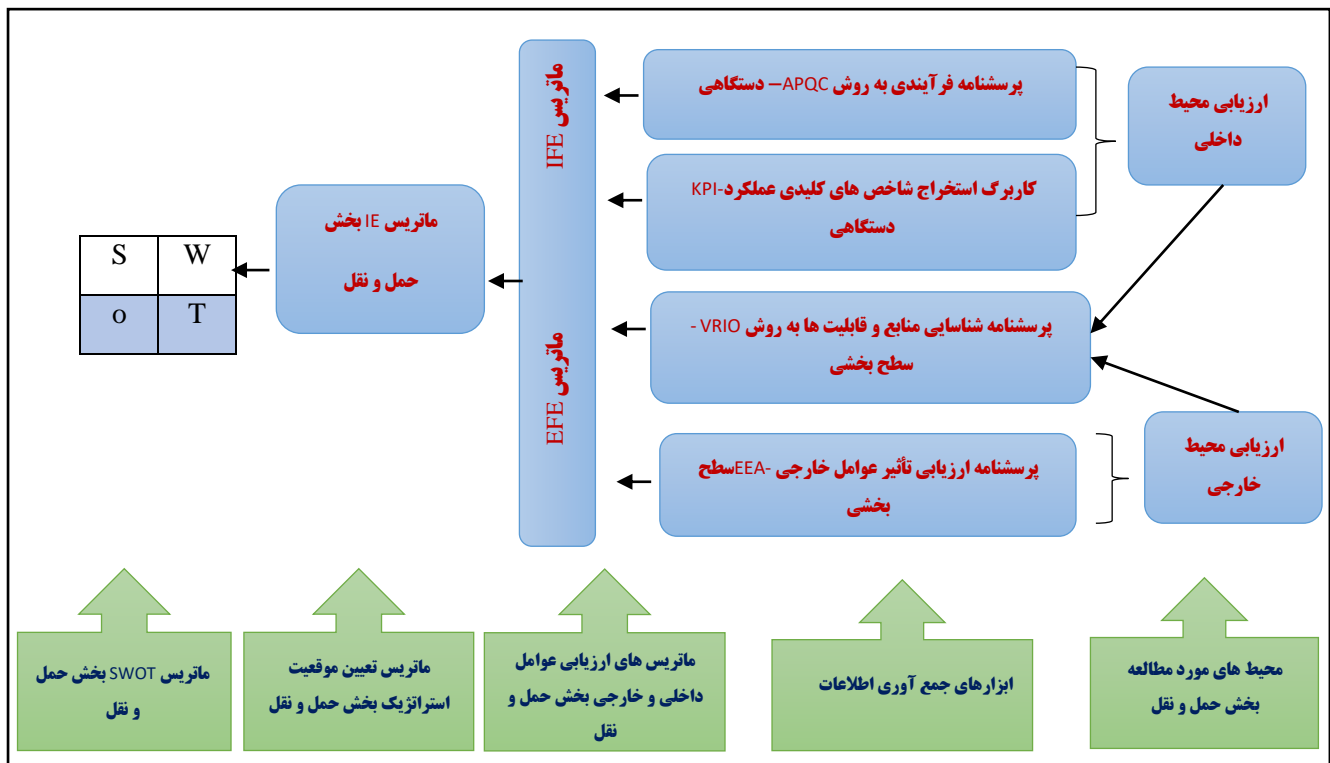 ارزیابی محیط
داخلی
ارزیابی محیط
خارجی
پرسشنامه فرآیندی به روش APQC– دستگاهی
کاربرگ استخراج شاخص های کلیدی عملکرد-KPI
دستگاهی
پرسشنامه شناسایی منابع و قابلیت ها به روش VRIO -
سطح بخشی
پرسشنامه ارزیابی تأثیر عوامل خارجی -EEAسطح
بخشی
ماتریس IFE
ماتریس EFE
ماتریس IE بخش
حمل و نقل
S W
o T
محیط های مورد مطالعه
بخش حمل و نقل
ابزارهای جمع آوری اطلاعات
ماتریس های ارزیابی عوامل
داخلی و خارجی بخش حمل و
نقل
ماتریس تعیین موقعیت
استراتژیک بخش حمل و نقل
ماتریس SWOT بخش حمل
و نقل